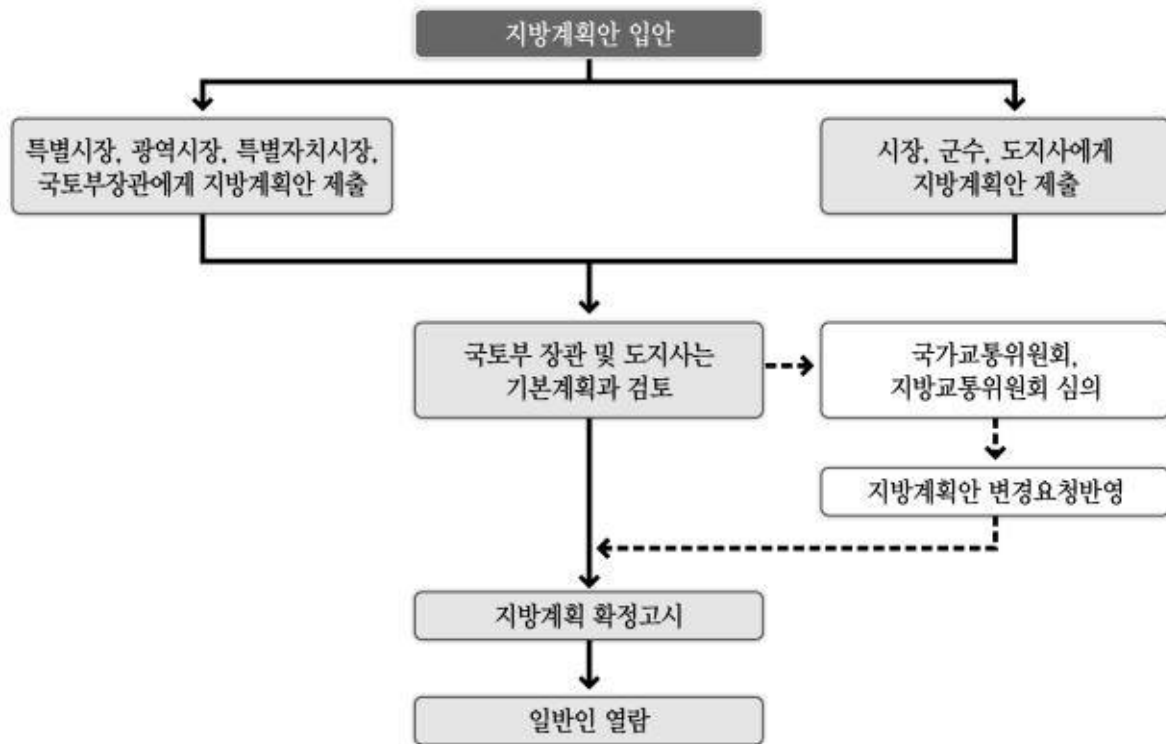 지방계획안 입안
특별시장, 광역시장, 특별자치시장,
국토부장관에게 지방계획안 제출
시장, 군수, 도지사에게
지방계획안 제출
국토부 장관 및 도지사는
기본계획과 검토
국가교통위원회,
지방교통위원회 심의
지방계획안 변경요청반영
지방계획 확정고시
일반인 열람